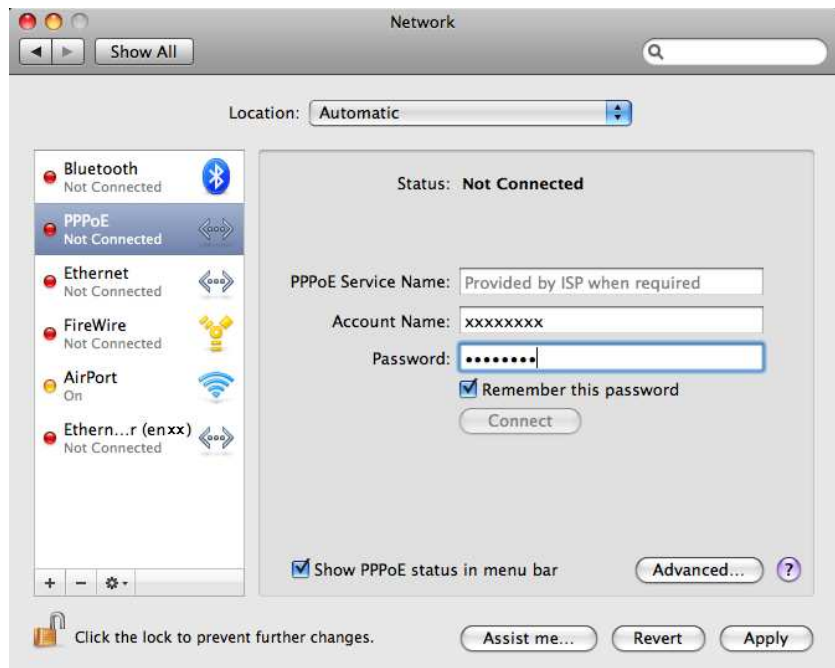 Network
Show All
Location: Automatic
Bluetooth
Not Connected
PPPoE
Not Connected
Ethernet
Not Connected
FireWire
Not Connected
AirPort
On
Ethern...r (enxx)
Not Connected
Status: Not Connected
PPPoE Service Name: Provided by ISP when required
Account Name: xxxxxxxx
Password: ••••••••
Remember this password
Connect
Show PPPoE status in menu bar
Advanced... ?
Click the lock to prevent further changes.
Assist me... Revert Apply